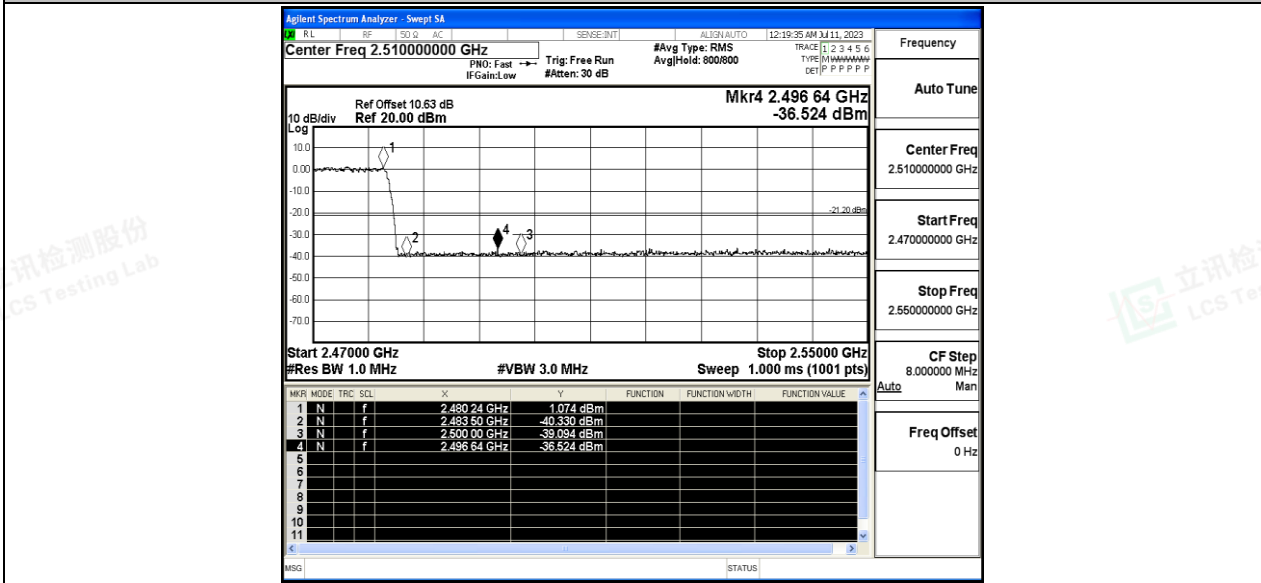 Agilent Spectrum Analyzer - Swept SA
RL RF 50 Ω AC SENSE:INT ALIGN AUTO 12:19:35 AM Jul 11, 2023
Center Freq 2.510000000 GHz
PNO: Fast
IFGain:Low
Trig: Free Run
#Atten: 30 dB
#Avg Type: RMS
Avg|Hold: 800/800
TRACE 1 2 3 4 5 6
TYPE M WWWWW
DET P P P P P P
Ref Offset 10.63 dB
10 dB/div Ref 20.00 dBm
Log
Mkr4 2.496 64 GHz
-36.524 dBm
10.0
0.00
-10.0
-20.0
-30.0
-40.0
-50.0
-60.0
-70.0
1
2
4
3
-21.20 dBm
Start 2.47000 GHz Stop 2.55000 GHz
#Res BW 1.0 MHz #VBW 3.0 MHz Sweep 1.000 ms (1001 pts)
MKR MODE TRC SCL X Y FUNCTION FUNCTION WIDTH FUNCTION VALUE
1 N f 2.480 24 GHz 1.074 dBm
2 N f 2.483 50 GHz -40.330 dBm
3 N f 2.500 00 GHz -39.094 dBm
4 N f 2.496 64 GHz -36.524 dBm
5
6
7
8
9
10
11
MSG STATUS
Frequency
Auto Tune
Center Freq
2.510000000 GHz
Start Freq
2.470000000 GHz
Stop Freq
2.550000000 GHz
CF Step
8.000000 MHz
Auto Man
Freq Offset
0 Hz
讯检测股份
LCS Testing Lab
立讯检
LCS Tes